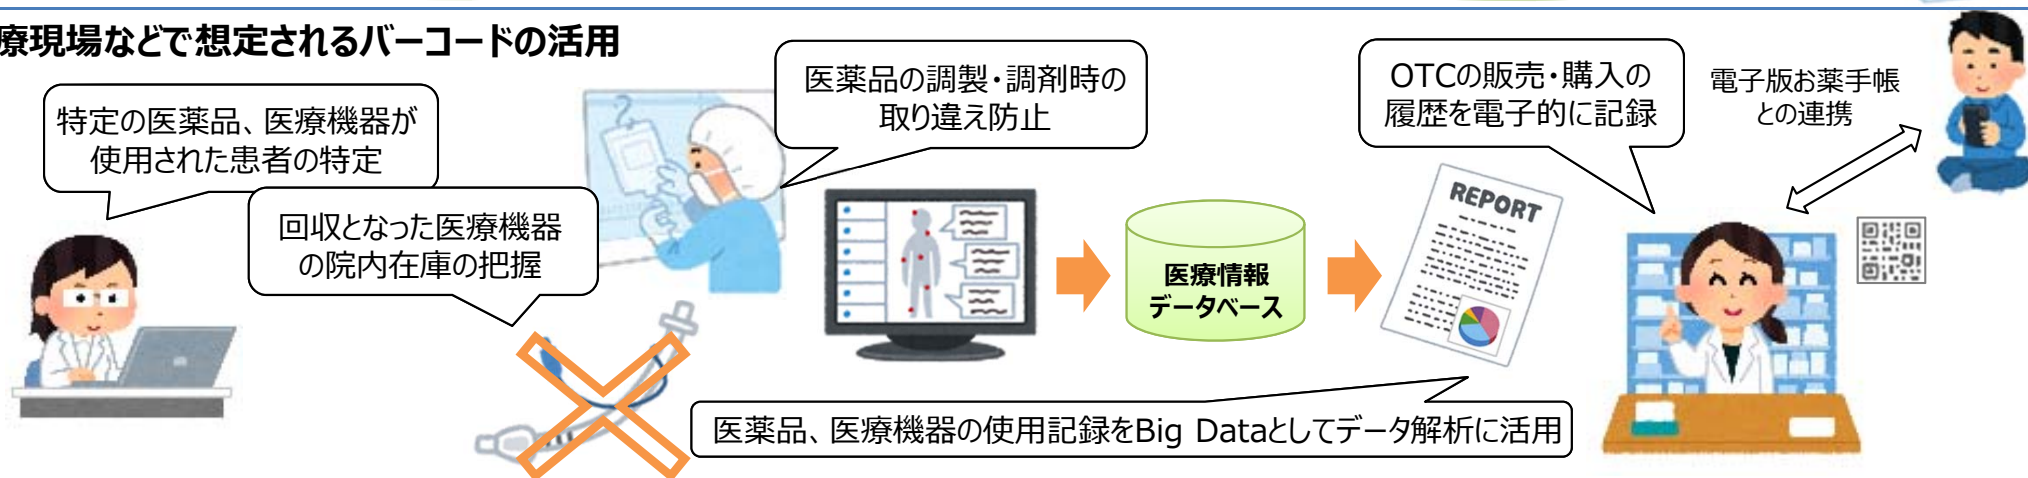 療現場などで想定されるバーコードの活用
特定の医薬品、医療機器が
使用された患者の特定
回収となった医療機器
の院内在庫の把握
医薬品の調製・調剤時の
取り違え防止
医療情報
データベース
REPORT
OTCの販売・購入の
履歴を電子的に記録
電子版お薬手帳
との連携
医薬品、医療機器の使用記録をBig Dataとしてデータ解析に活用